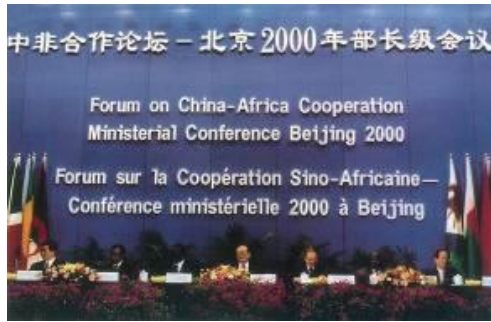 中非合作论坛－北京2000年部长级会议
Forum on China-Africa Cooperation
Ministerial Conference Beijing 2000
Forum sur la Coopération Sino-Africaine—
Conférence ministérielle 2000 à Beijing